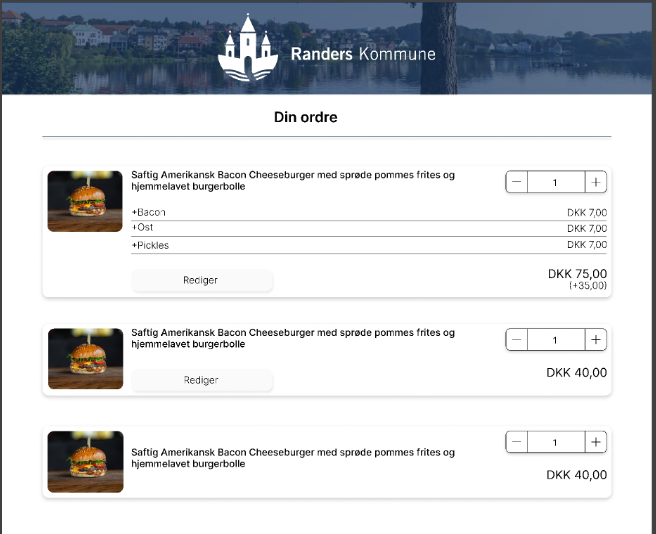 Randers Kommune
Din ordre
Saftig Amerikansk Bacon Cheeseburger med sprøde pommes frites og
hjemmelavet burgerbolle
− 1 +
+Bacon DKK 7,00
+Ost DKK 7,00
+Pickles DKK 7,00
Rediger
DKK 75,00
(+35,00)
Saftig Amerikansk Bacon Cheeseburger med sprøde pommes frites og
hjemmelavet burgerbolle
− 1 +
Rediger
DKK 40,00
Saftig Amerikansk Bacon Cheeseburger med sprøde pommes frites og
hjemmelavet burgerbolle
− 1 +
DKK 40,00